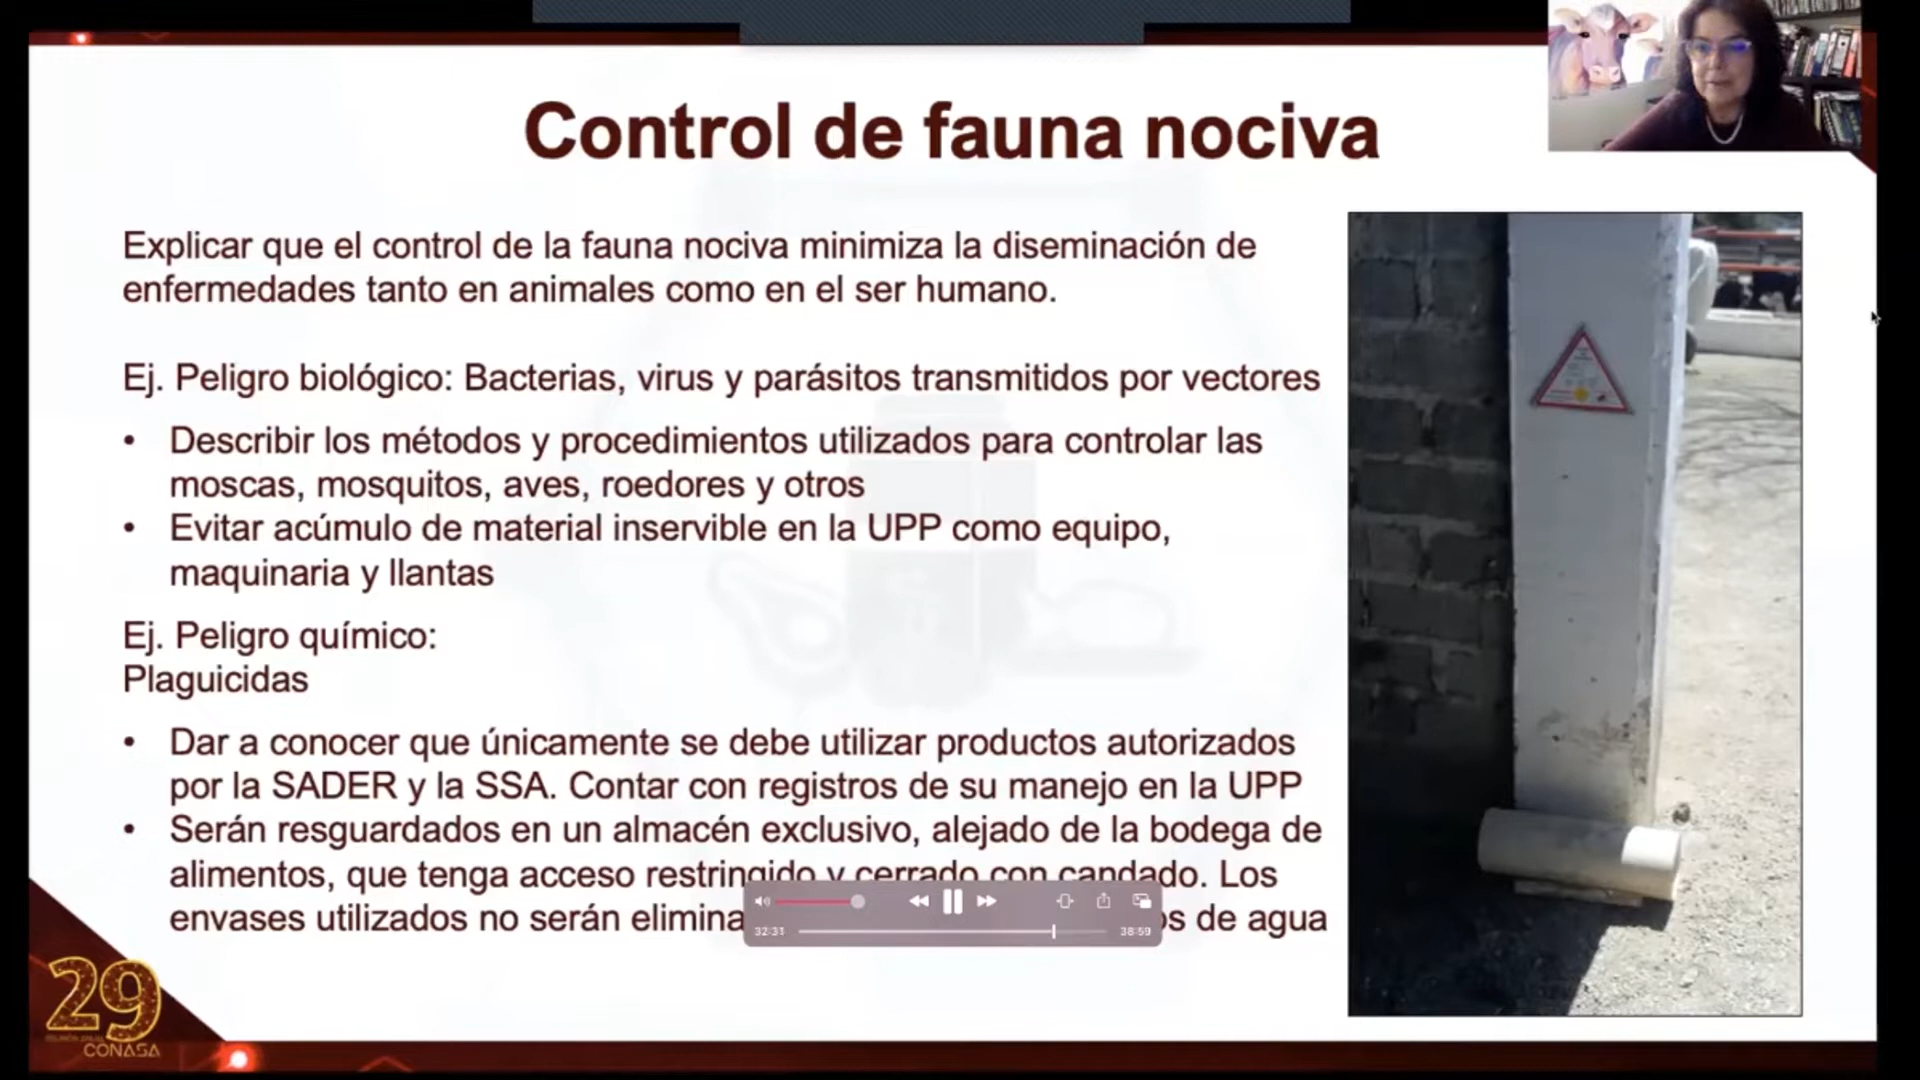 Control de fauna nociva
Explicar que el control de la fauna nociva minimiza la diseminación de
enfermedades tanto en animales como en el ser humano.
Ej. Peligro biológico: Bacterias, virus y parásitos transmitidos por vectores
• Describir los métodos y procedimientos utilizados para controlar las
moscas, mosquitos, aves, roedores y otros
• Evitar acúmulo de material inservible en la UPP como equipo,
maquinaria y llantas
Ej. Peligro químico:
Plaguicidas
• Dar a conocer que únicamente se debe utilizar productos autorizados
por la SADER y la SSA. Contar con registros de su manejo en la UPP
• Serán resguardados en un almacén exclusivo, alejado de la bodega de
alimentos, que tenga acceso restringido y cerrado con candado. Los
envases utilizados no serán de agua
32:31 38:59
29
CONASA